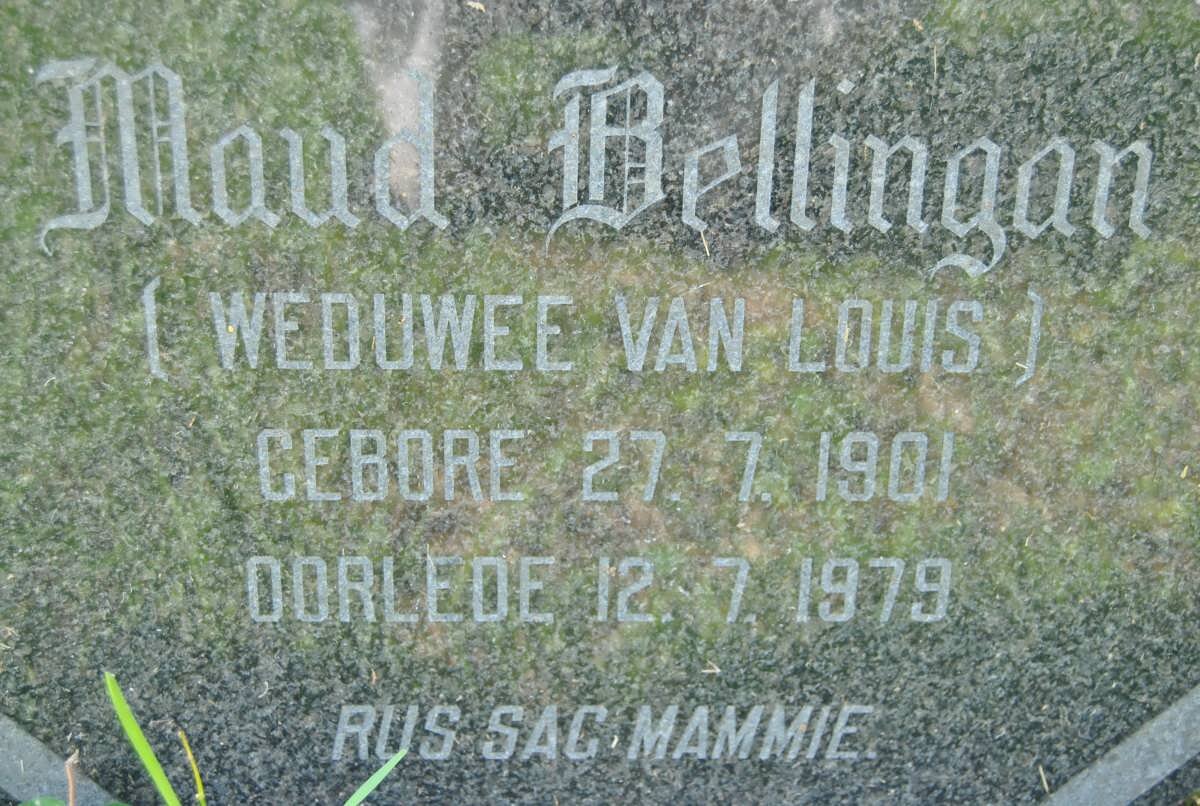 Maud Bellingan
( WEDUWEE VAN LOUIS )
GEBORE 27. 7. 1901
OORLEDE 12. 7. 1979
RUS SAG MAMMIE.